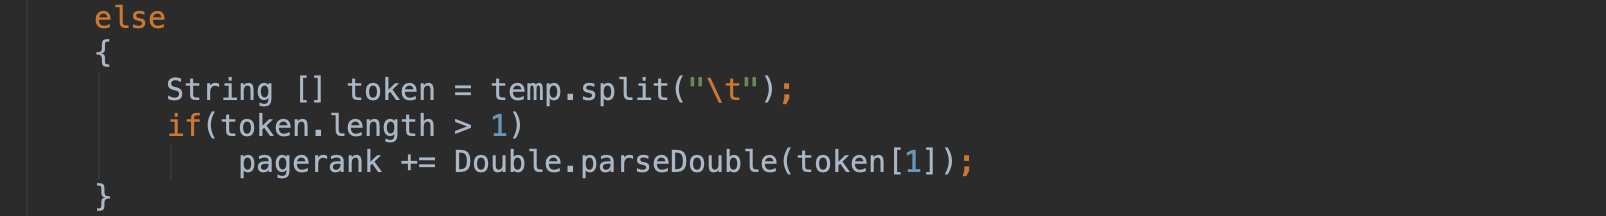 else
{
String [] token = temp.split("\t");
if(token.length > 1)
pagerank += Double.parseDouble(token[1]);
}